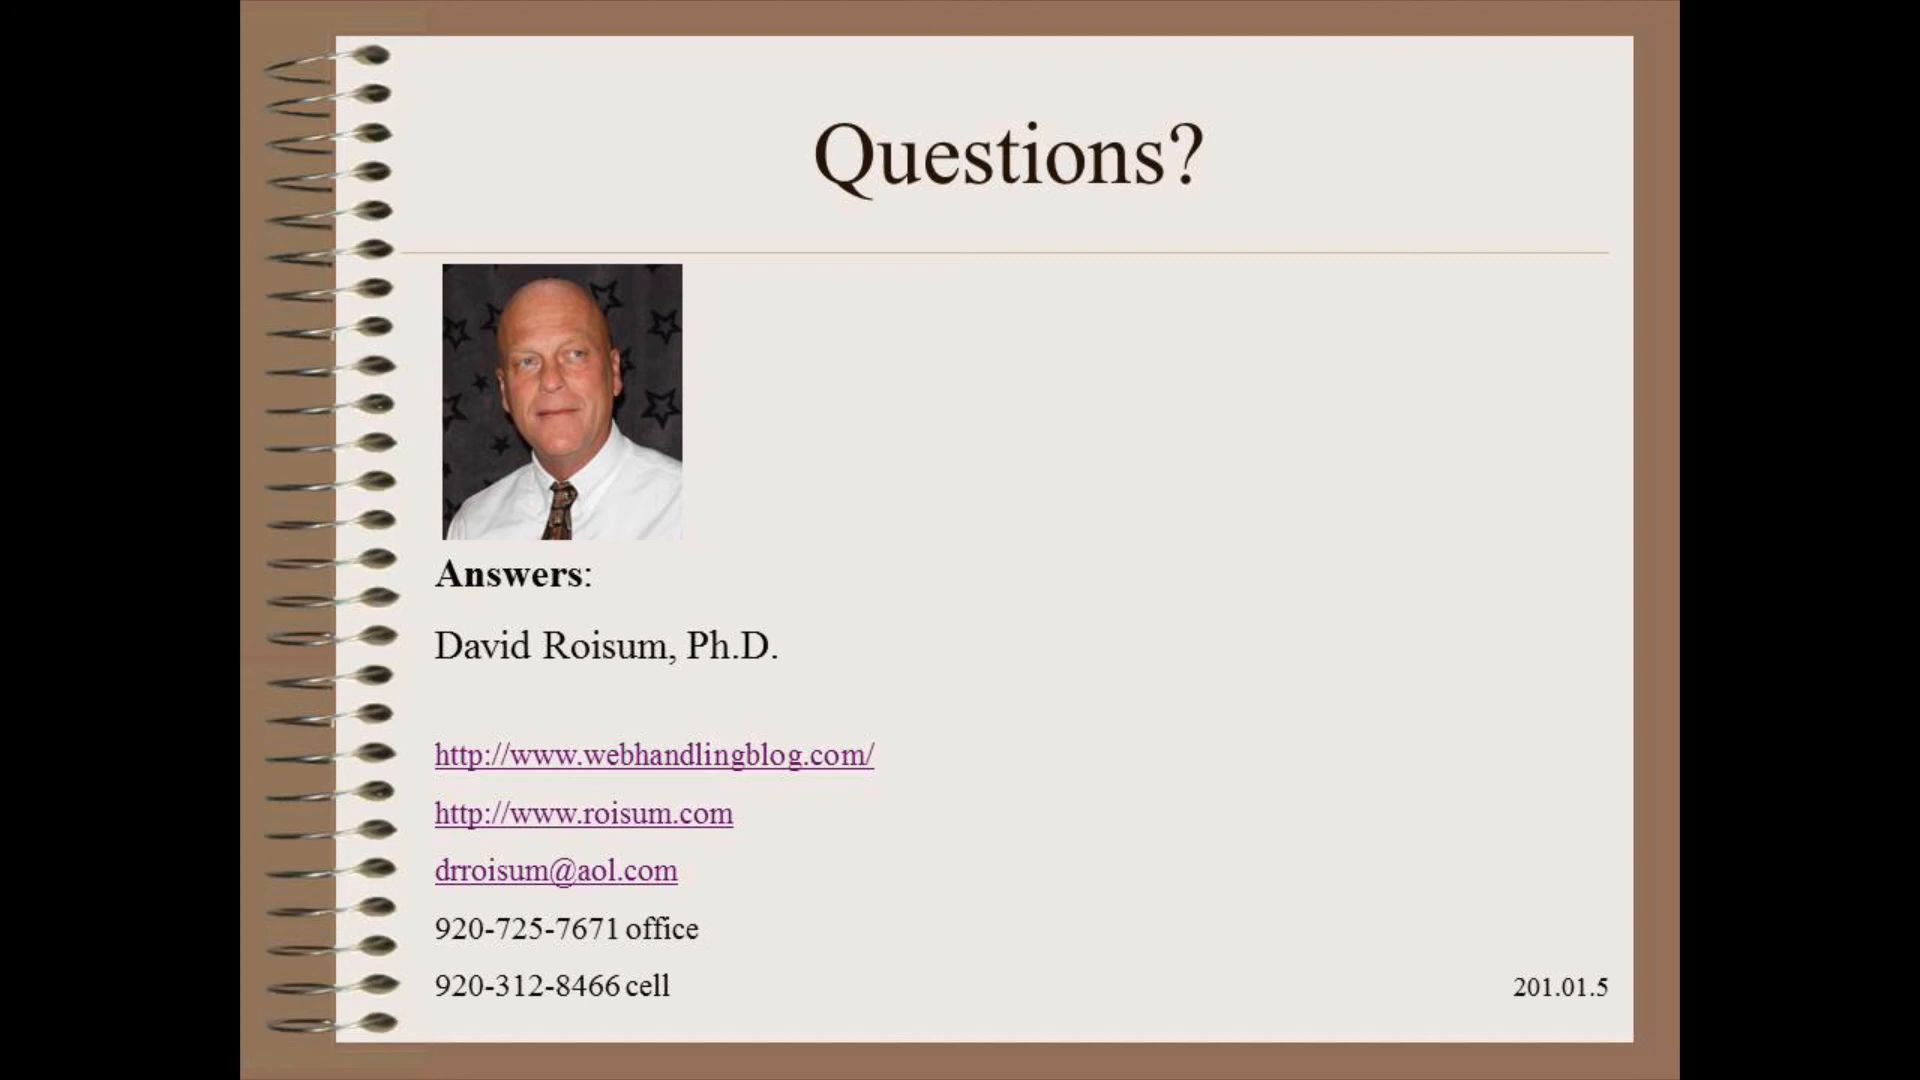 Questions?
Answers:
David Roisum, Ph.D.
http://www.webhandlingblog.com/
http://www.roisum.com
drroisum@aol.com
920-725-7671 office
920-312-8466 cell
201.01.5